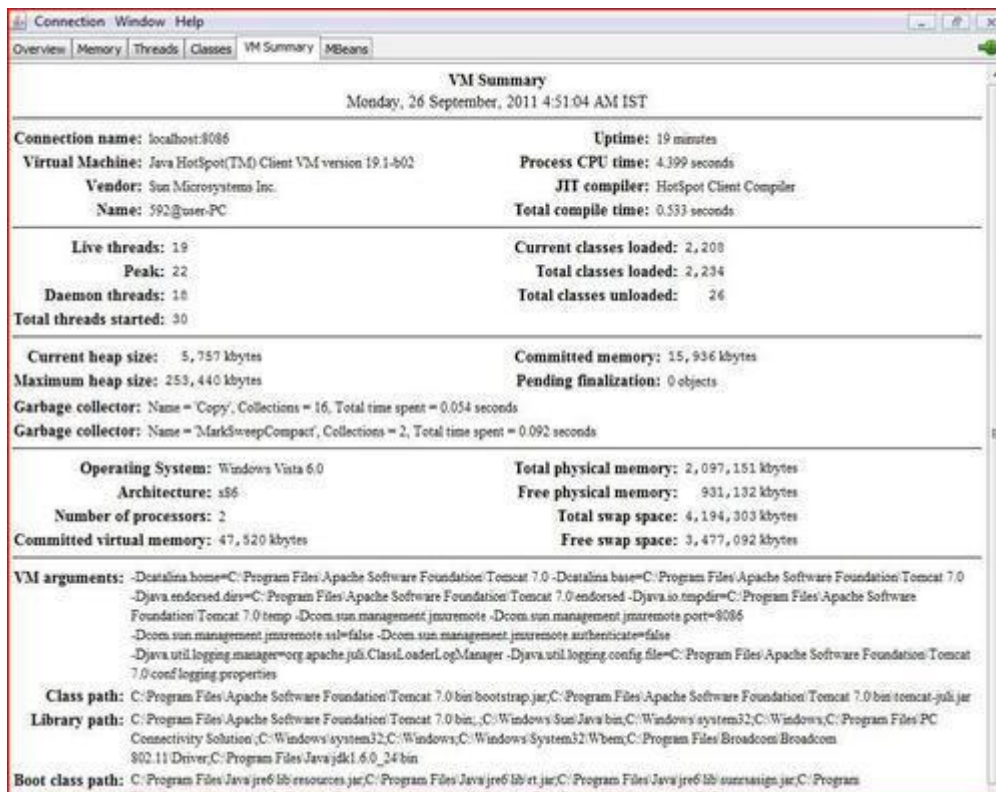 Connection Window Help
Overview Memory Threads Classes VM Summary MBeans
VM Summary
Monday, 26 September, 2011 4:51:04 AM IST
Connection name: localhost:8086 Uptime: 19 minutes
Virtual Machine: Java HotSpot(TM) Client VM version 19.1-b02 Process CPU time: 4.399 seconds
Vendor: Sun Microsystems Inc. JIT compiler: HotSpot Client Compiler
Name: 592@user-PC Total compile time: 0.533 seconds
Live threads: 19 Current classes loaded: 2,208
Peak: 22 Total classes loaded: 2,234
Daemon threads: 18 Total classes unloaded: 26
Total threads started: 30
Current heap size: 5,757 kbytes Committed memory: 15,936 kbytes
Maximum heap size: 253,440 kbytes Pending finalization: 0 objects
Garbage collector: Name = 'Copy', Collections = 16, Total time spent = 0.054 seconds
Garbage collector: Name = 'MarkSweepCompact', Collections = 2, Total time spent = 0.092 seconds
Operating System: Windows Vista 6.0 Total physical memory: 2,097,151 kbytes
Architecture: x86 Free physical memory: 931,132 kbytes
Number of processors: 2 Total swap space: 4,194,303 kbytes
Committed virtual memory: 47,520 kbytes Free swap space: 3,477,092 kbytes
VM arguments: -Dcatalina.home=C:\Program Files\Apache Software Foundation\Tomcat 7.0 -Dcatalina.base=C:\Program Files\Apache Software Foundation\Tomcat 7.0
-Djava.endorsed.dirs=C:\Program Files\Apache Software Foundation\Tomcat 7.0\endorsed -Djava.io.tmpdir=C:\Program Files\Apache Software
Foundation\Tomcat 7.0\temp -Dcom.sun.management.jmxremote -Dcom.sun.management.jmxremote.port=8086
-Dcom.sun.management.jmxremote.ssl=false -Dcom.sun.management.jmxremote.authenticate=false
-Djava.util.logging.manager=org.apache.juli.ClassLoaderLogManager -Djava.util.logging.config.file=C:\Program Files\Apache Software Foundation\Tomcat
7.0\conf\logging.properties
Class path: C:\Program Files\Apache Software Foundation\Tomcat 7.0\bin\bootstrap.jar;C:\Program Files\Apache Software Foundation\Tomcat 7.0\bin\tomcat-juli.jar
Library path: C:\Program Files\Apache Software Foundation\Tomcat 7.0\bin;.;C:\Windows\Sun\Java\bin;C:\Windows\system32;C:\Windows;C:\Program Files\PC
Connectivity Solution\;C:\Windows\system32;C:\Windows;C:\Windows\System32\Wbem;C:\Program Files\Broadcom\Broadcom
802.11\Driver;C:\Program Files\Java\jdk1.6.0_24\bin
Boot class path: C:\Program Files\Java\jre6\lib\resources.jar;C:\Program Files\Java\jre6\lib\rt.jar;C:\Program Files\Java\jre6\lib\sunrsasign.jar;C:\Program